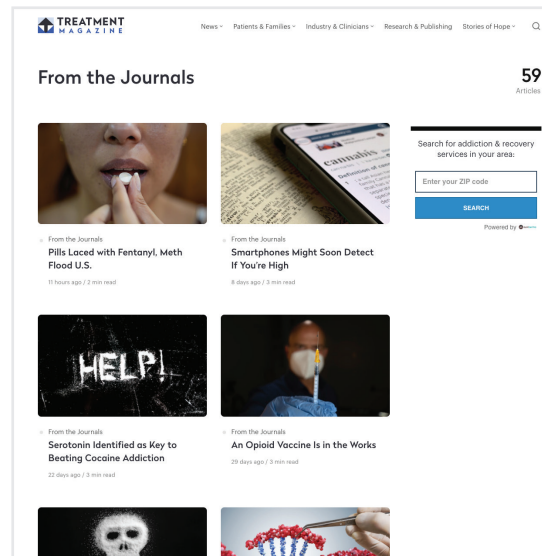 TREATMENT
MAGAZINE
News
Patients & Families
Industry & Clinicians
Research & Publishing
Stories of Hope
From the Journals
59
Articles
cannabis
HELP!
Search for addiction & recovery
services in your area:
Enter your ZIP code
SEARCH
Powered by
From the Journals
Pills Laced with Fentanyl, Meth
Flood U.S.
11 hours ago / 2 min read
From the Journals
Smartphones Might Soon Detect
If You're High
8 days ago / 3 min read
From the Journals
Serotonin Identified as Key to
Beating Cocaine Addiction
22 days ago / 3 min read
From the Journals
An Opioid Vaccine Is in the Works
29 days ago / 3 min read